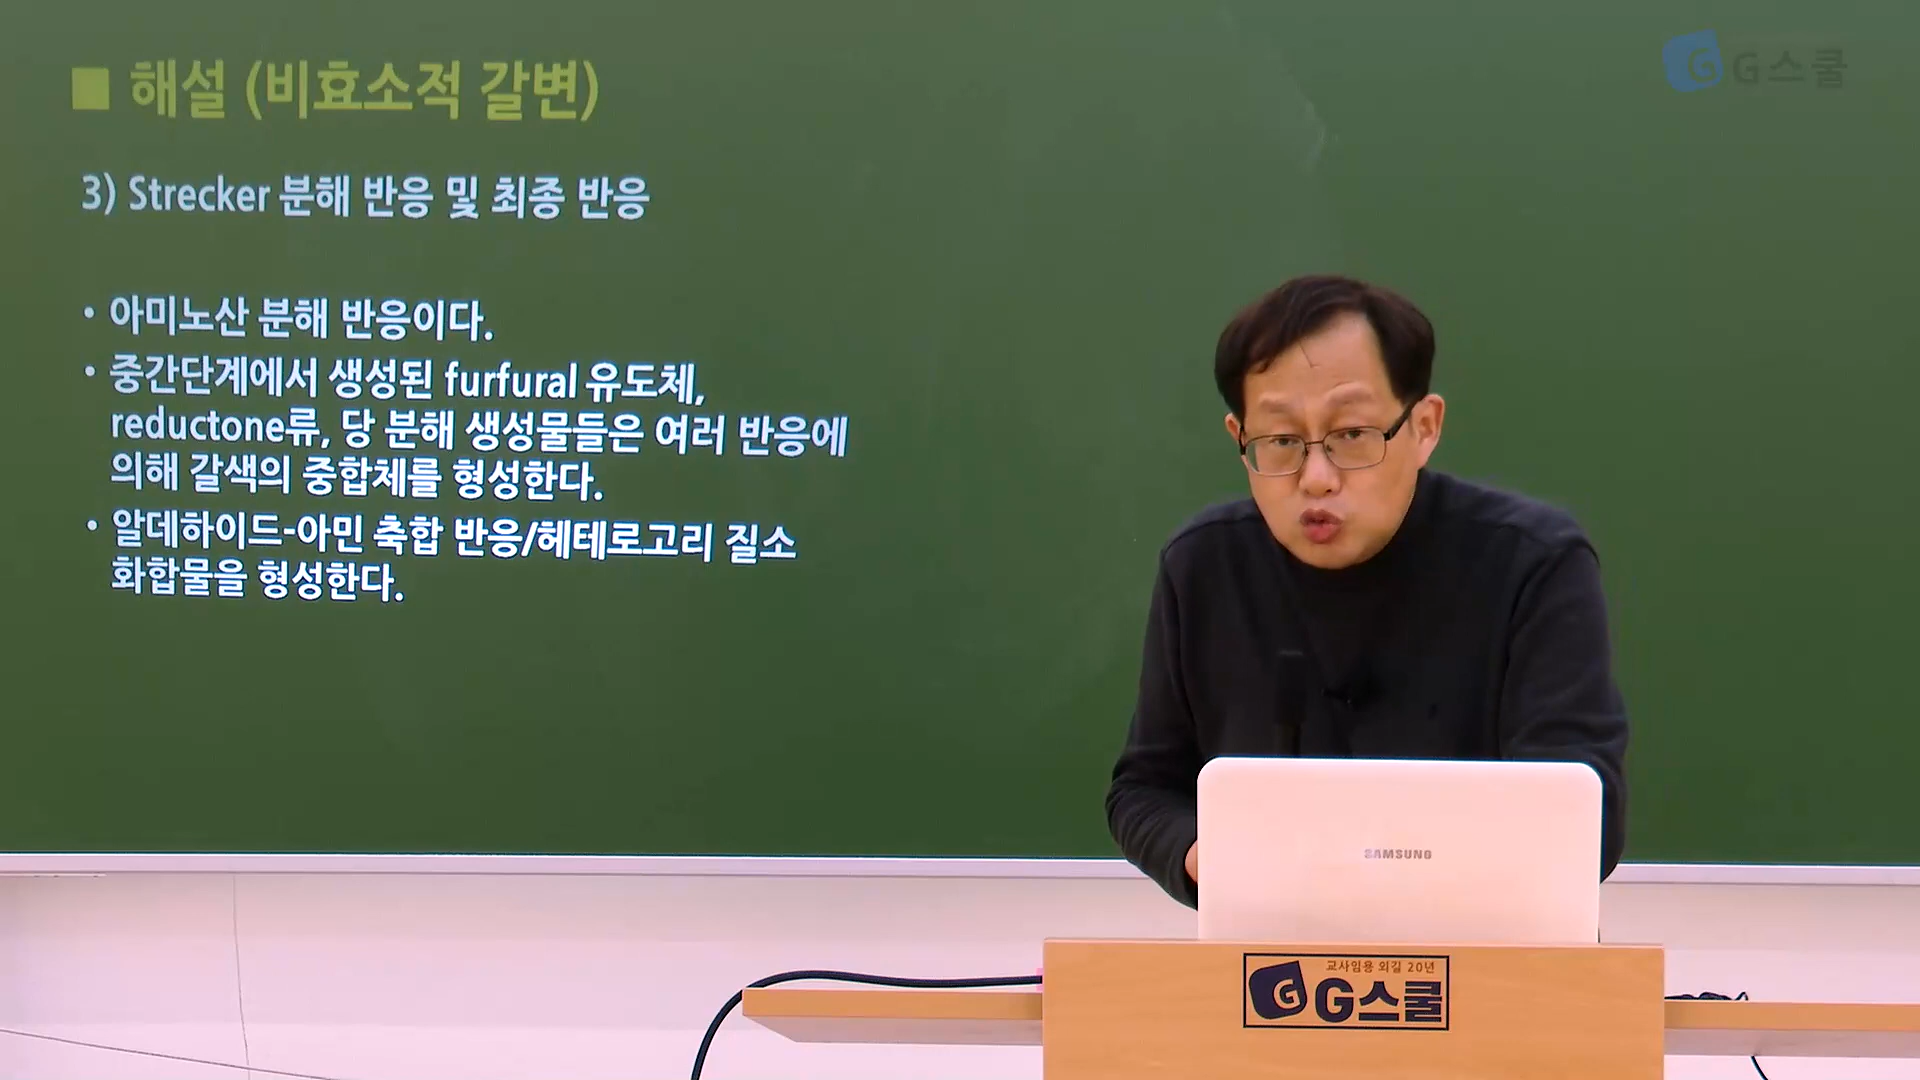 ■ 해설 (비효소적 갈변)
G G스쿨
3) Strecker 분해 반응 및 최종 반응
• 아미노산 분해 반응이다.
• 중간단계에서 생성된 furfural 유도체,
reductone류, 당 분해 생성물들은 여러 반응에
의해 갈색의 중합체를 형성한다.
• 알데하이드-아민 축합 반응/헤테로고리 질소
화합물을 형성한다.
SAMSUNG
교사임용 외길 20년
G G스쿨